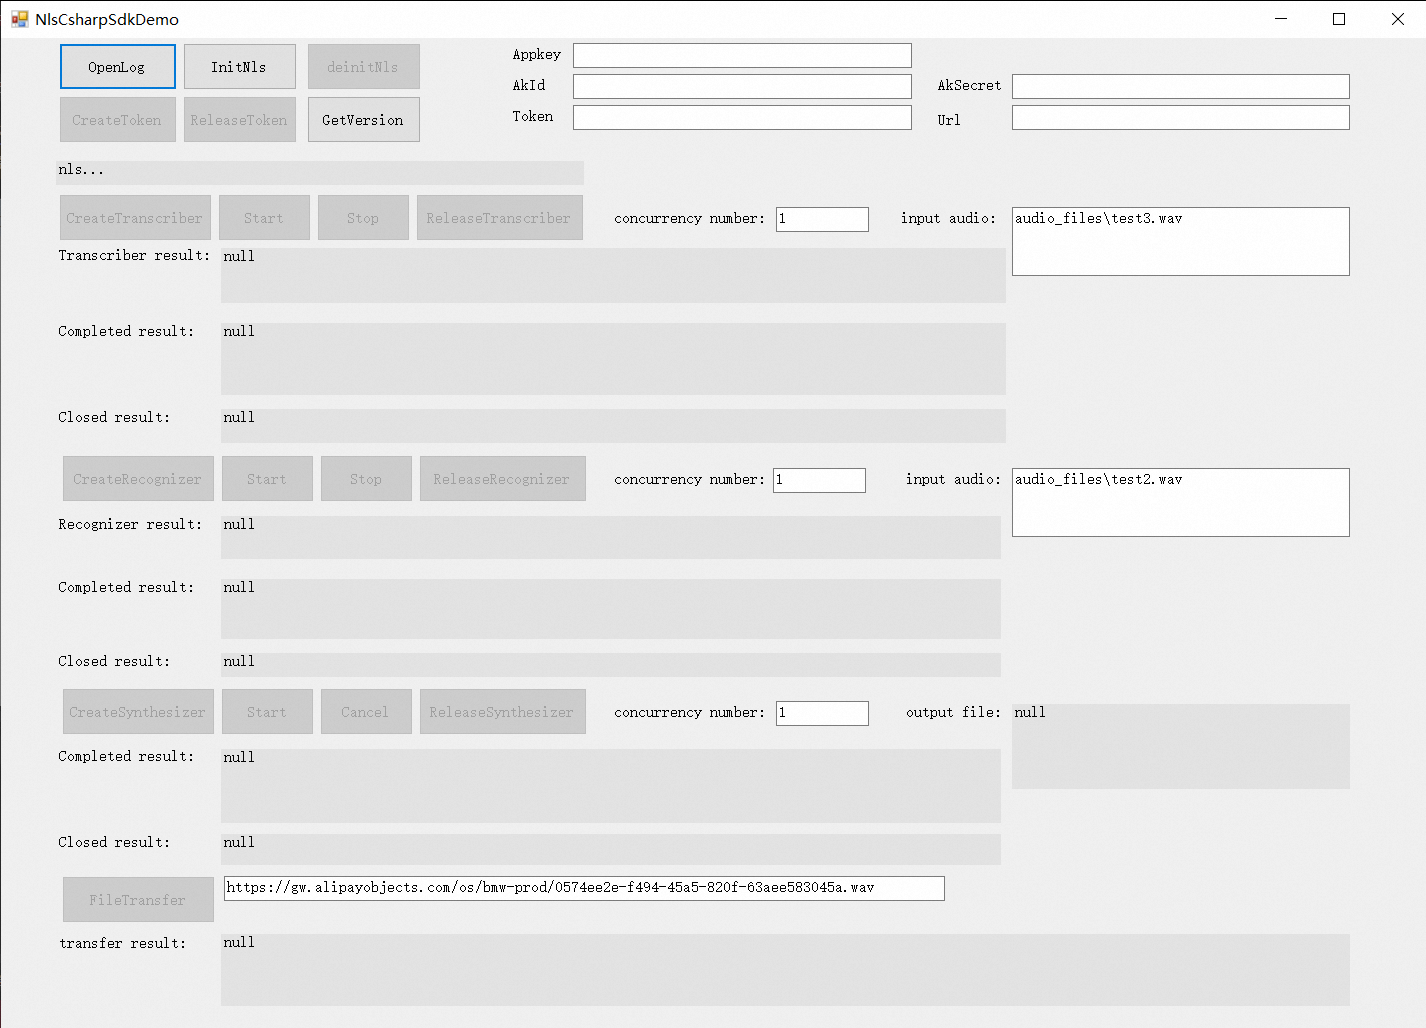 NlsCsharpSdkDemo
OpenLog InitNls deinitNls
Appkey
AkId AkSecret
CreateToken ReleaseToken GetVersion
Token Url
nls...
CreateTranscriber Start Stop ReleaseTranscriber concurrency number: 1 input audio: audio_files\test3.wav
Transcriber result: null
Completed result: null
Closed result: null
CreateRecognizer Start Stop ReleaseRecognizer concurrency number: 1 input audio: audio_files\test2.wav
Recognizer result: null
Completed result: null
Closed result: null
CreateSynthesizer Start Cancel ReleaseSynthesizer concurrency number: 1 output file: null
Completed result: null
Closed result: null
FileTransfer https://gw.alipayobjects.com/os/bmw-prod/0574ee2e-f494-45a5-820f-63aee583045a.wav
transfer result: null